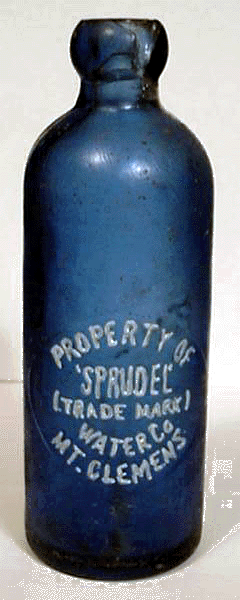 PROPERTY OF
'SPRUDEL'
(TRADE MARK)
WATER Co
MT. CLEMENS